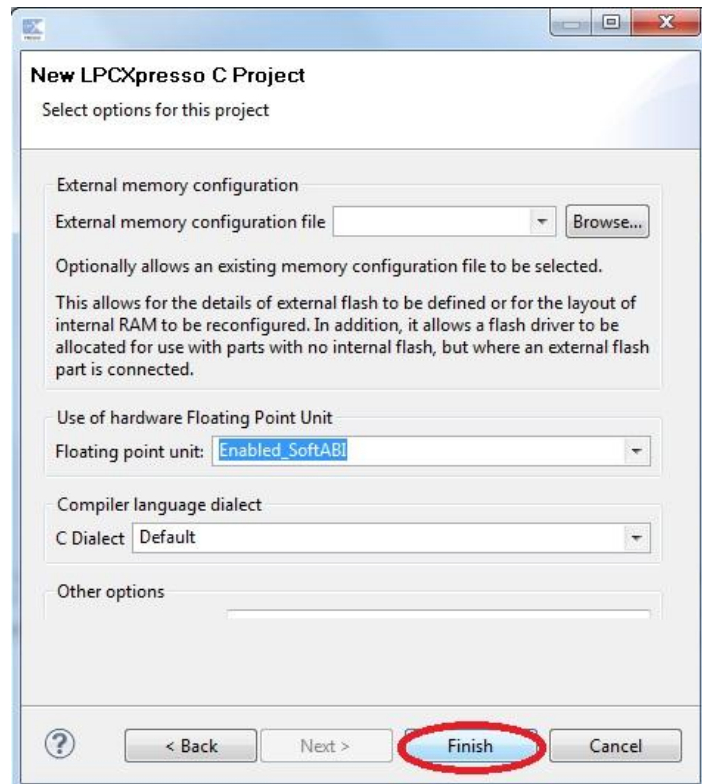 New LPCXpresso C Project
Select options for this project
External memory configuration
External memory configuration file
Browse...
Optionally allows an existing memory configuration file to be selected.
This allows for the details of external flash to be defined or for the layout of
internal RAM to be reconfigured. In addition, it allows a flash driver to be
allocated for use with parts with no internal flash, but where an external flash
part is connected.
Use of hardware Floating Point Unit
Floating point unit: Enabled_SoftABI
Compiler language dialect
C Dialect Default
Other options
? < Back Next > Finish Cancel